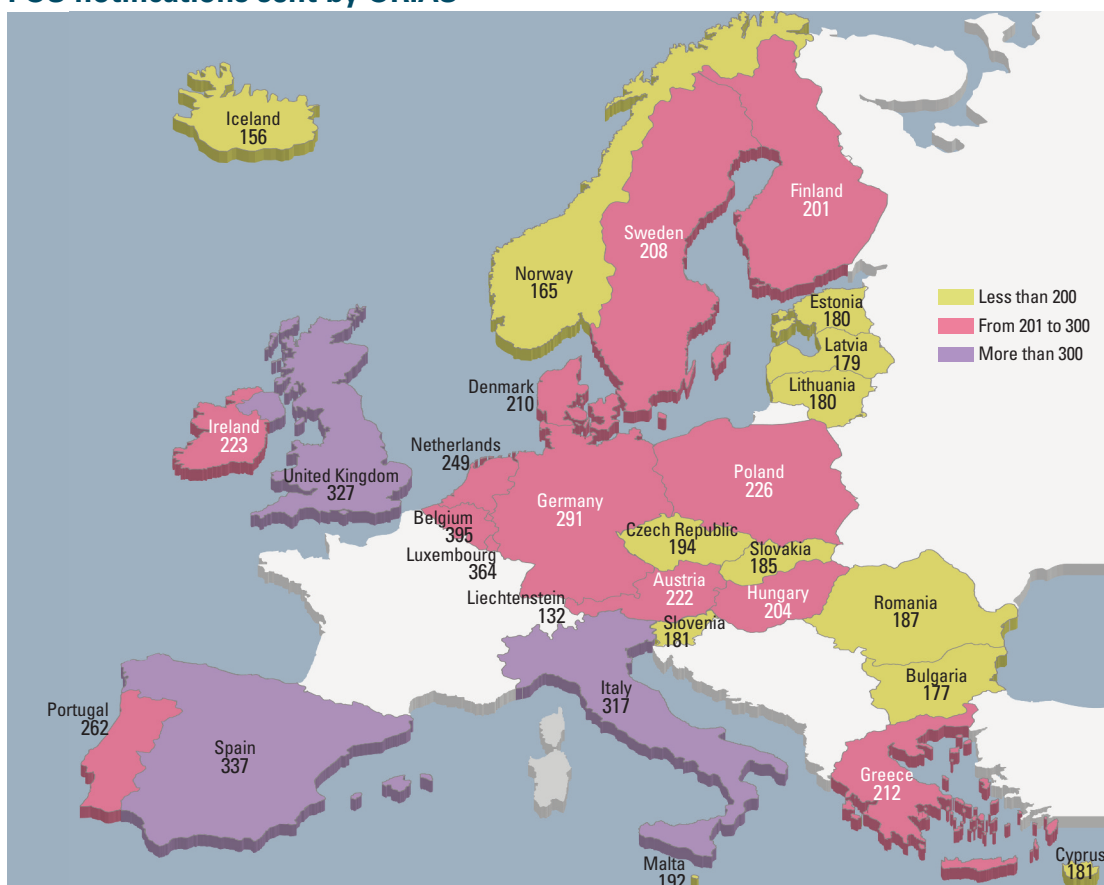 Iceland
156
Finland
201
Sweden
208
Norway
165
Less than 200
From 201 to 300
More than 300
Estonia
180
Latvia
179
Lithuania
180
Denmark
210
Ireland
223
Netherlands
249
United Kingdom
327
Germany
291
Poland
226
Belgium
395
Czech Republic
194
Luxembourg
364
Slovakia
185
Austria
222
Hungary
204
Liechtenstein
132
Slovenia
181
Romania
187
Bulgaria
177
Italy
317
Portugal
262
Spain
337
Greece
212
Malta
192
Cyprus
181